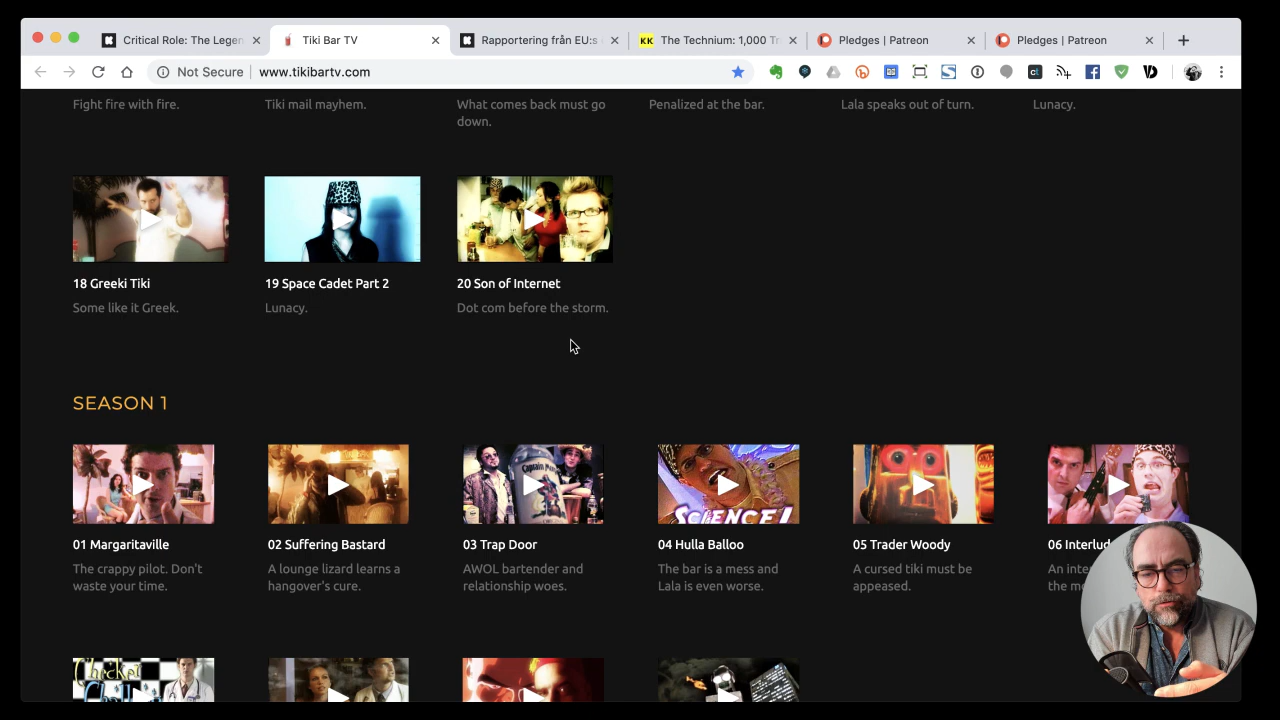 Critical Role: The Legen
Tiki Bar TV
Rapportering från EU:s
KK
The Technium: 1,000 Tr
Pledges | Patreon
Pledges | Patreon
Not Secure
www.tikibartv.com
Fight fire with fire.
Tiki mail mayhem.
What comes back must go
down.
Penalized at the bar.
Lala speaks out of turn.
Lunacy.
18 Greeki Tiki
Some like it Greek.
19 Space Cadet Part 2
Lunacy.
20 Son of Internet
Dot com before the storm.
SEASON 1
SCIENCE!
01 Margaritaville
The crappy pilot. Don't
waste your time.
02 Suffering Bastard
A lounge lizard learns a
hangover's cure.
03 Trap Door
AWOL bartender and
relationship woes.
04 Hulla Balloo
The bar is a mess and
Lala is even worse.
05 Trader Woody
A cursed tiki must be
appeased.
06 Interlud
An inte
the m